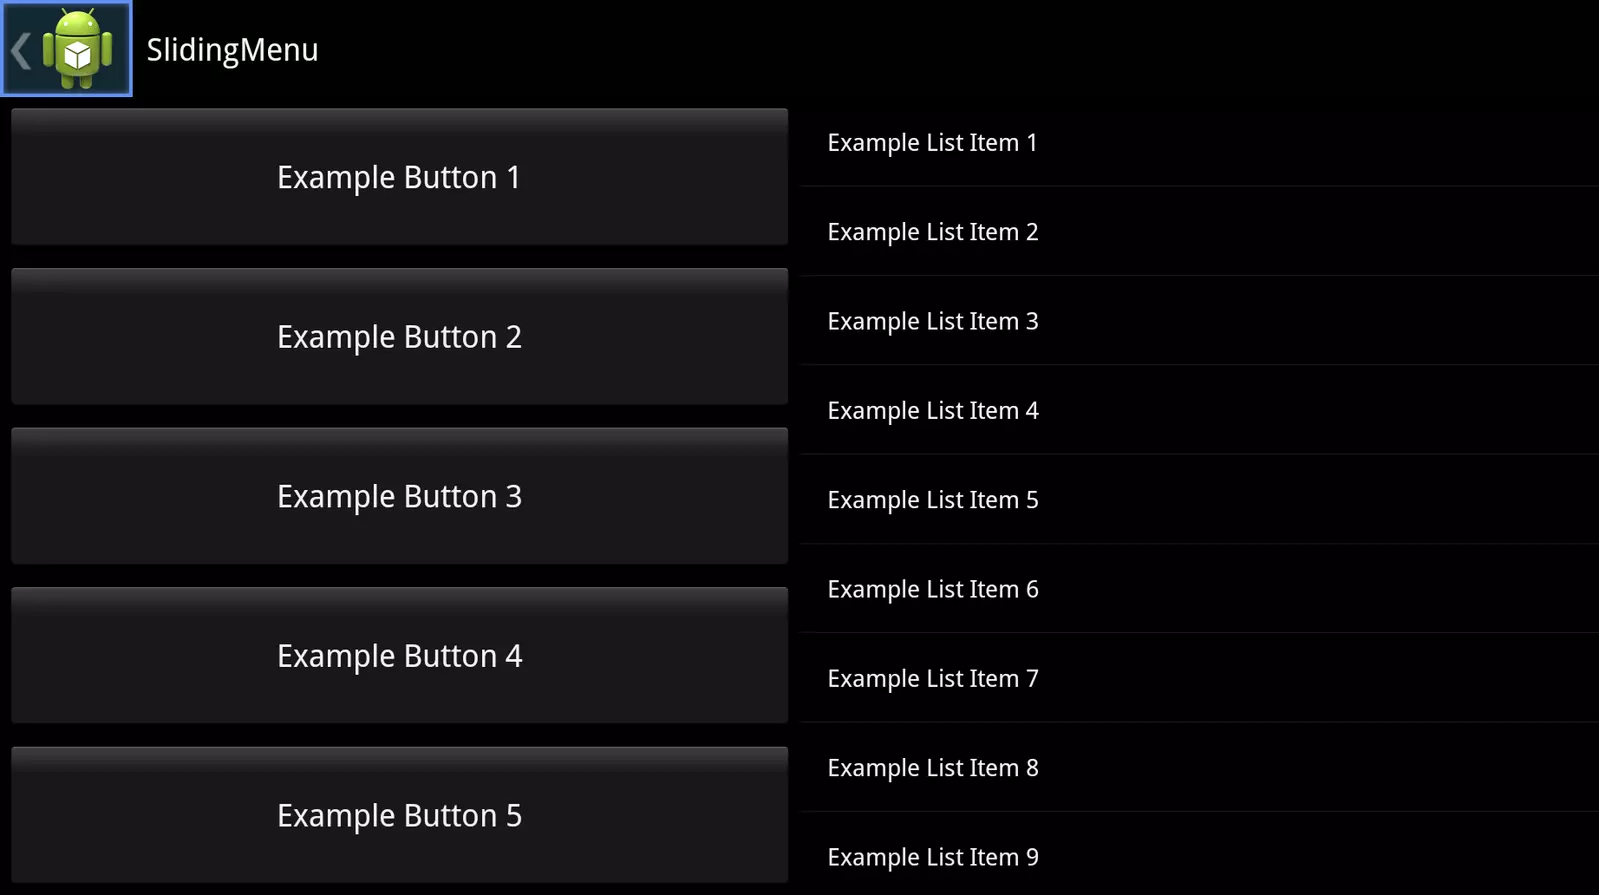 SlidingMenu
Example Button 1
Example Button 2
Example Button 3
Example Button 4
Example Button 5
Example List Item 1
Example List Item 2
Example List Item 3
Example List Item 4
Example List Item 5
Example List Item 6
Example List Item 7
Example List Item 8
Example List Item 9